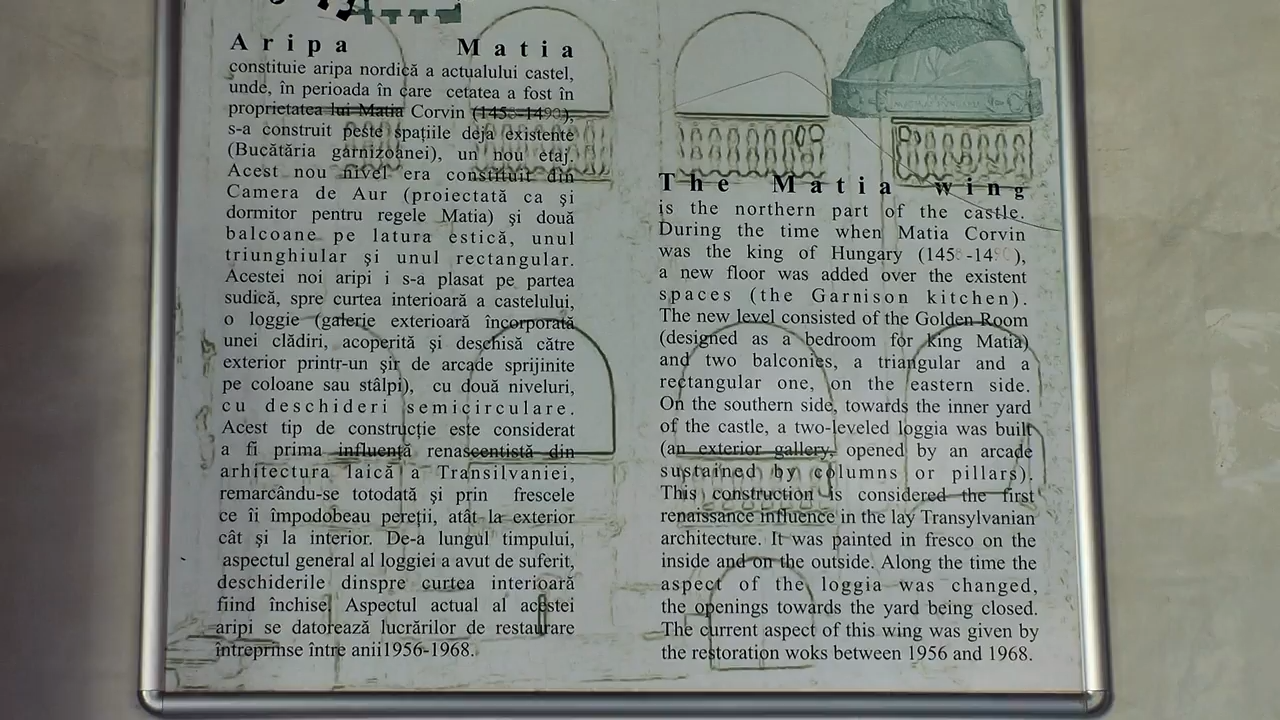 Aripa Matia
constituie aripa nordică a actualului castel,
unde, în perioada în care cetatea a fost în
proprietatea lui Matia Corvin (1458-1490),
s-a construit peste spațiile deja existente
(Bucătăria garnizoanei), un nou etaj.
Acest nou nivel era constituit din
Camera de Aur (proiectată ca şi
dormitor pentru regele Matia) şi două
balcoane pe latura estică, unul
triunghiular şi unul rectangular.
Acestei noi aripi i s-a plasat pe partea
sudică, spre curtea interioară a castelului,
o loggie (galerie exterioară încorporată
unei clădiri, acoperită şi deschisă către
exterior printr-un şir de arcade sprijinite
pe coloane sau stâlpi), cu două niveluri,
cu deschideri semicirculare.
Acest tip de construcţie este considerat
a fi prima influență renascentistă din
arhitectura laică a Transilvaniei,
remarcându-se totodată şi prin frescele
ce îi împodobeau pereţii, atât la exterior
cât şi la interior. De-a lungul timpului,
aspectul general al loggiei a avut de suferit,
deschiderile dinspre curtea interioară
fiind închise. Aspectul actual al acestei
aripi se datorează lucrărilor de restaurare
intreprinse între anii1956-1968.
The Matia wing
is the northern part of the castle.
During the time when Matia Corvin
was the king of Hungary (1458-1490),
a new floor was added over the existent
spaces (the Garnison kitchen).
The new level consisted of the Golden Room
(designed as a bedroom for king Matia)
and two balconies, a triangular and a
rectangular one, on the eastern side.
On the southern side, towards the inner yard
of the castle, a two-leveled loggia was built
(an exterior gallery, opened by an arcade
sustained by columns or pillars).
This construction is considered the first
renaissance influence in the lay Transylvanian
architecture. It was painted in fresco on the
inside and on the outside. Along the time the
aspect of the loggia was changed,
the openings towards the yard being closed.
The current aspect of this wing was given by
the restoration woks between 1956 and 1968.